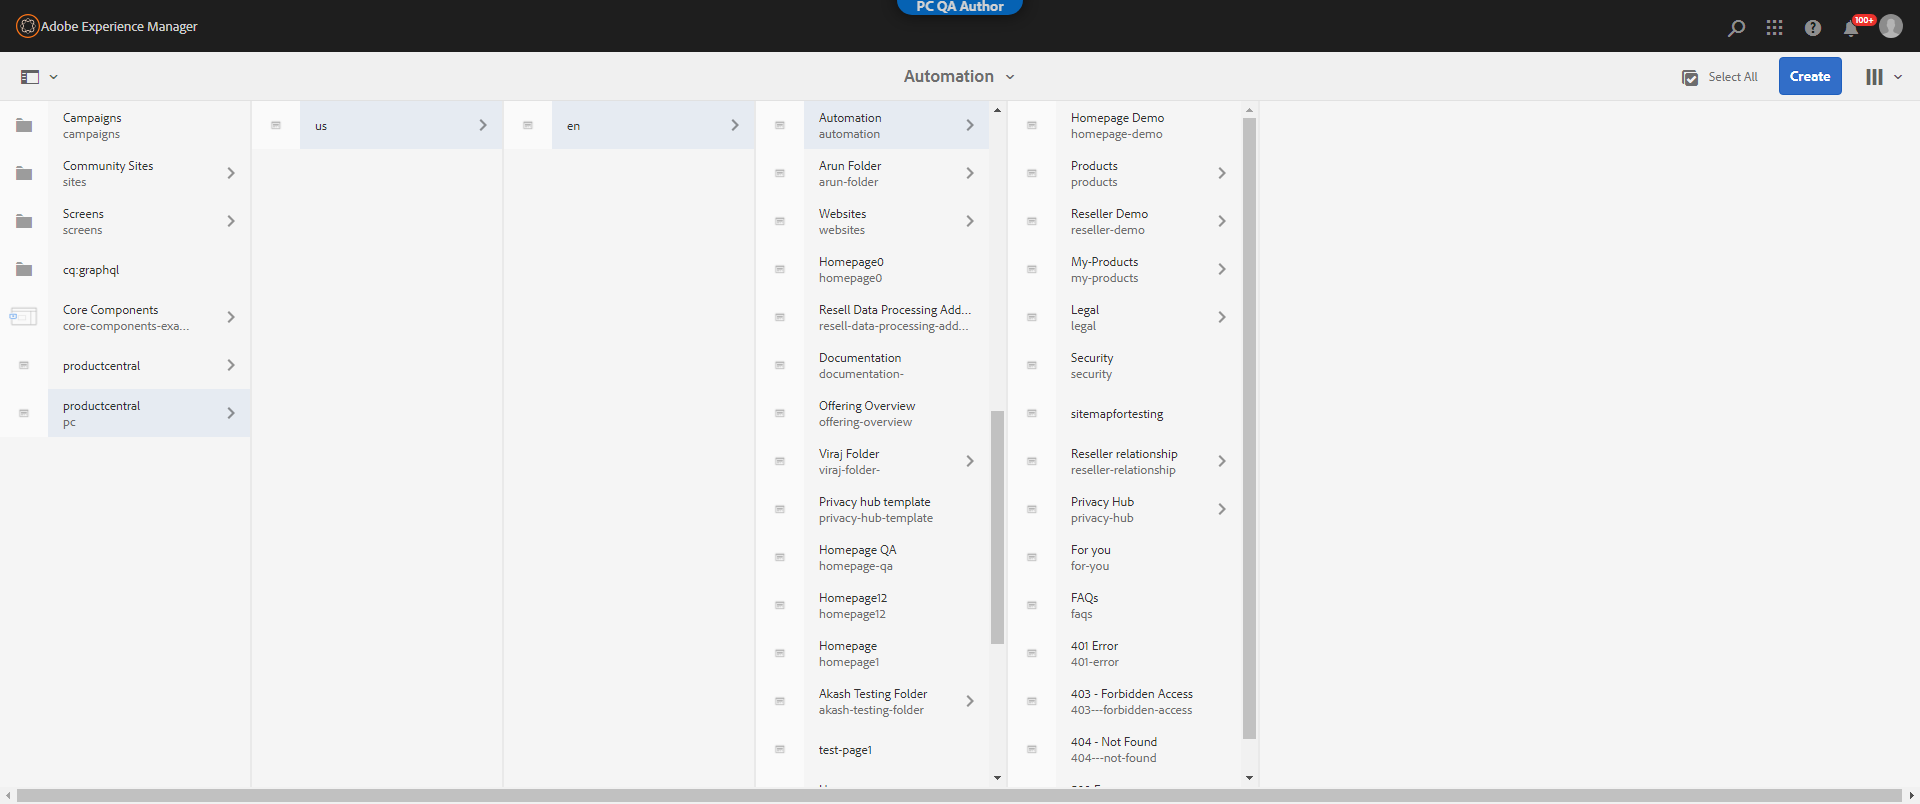 PC QA Author
Adobe Experience Manager
100+
Automation
Select All
Create
Campaigns
campaigns
Community Sites
sites
Screens
screens
cq:graphql
Core Components
core-components-exa...
productcentral
productcentral
pc
us
en
Automation
automation
Arun Folder
arun-folder
Websites
websites
Homepage0
homepage0
Resell Data Processing Add...
resell-data-processing-add...
Documentation
documentation-
Offering Overview
offering-overview
Viraj Folder
viraj-folder-
Privacy hub template
privacy-hub-template
Homepage QA
homepage-qa
Homepage12
homepage12
Homepage
homepage1
Akash Testing Folder
akash-testing-folder
test-page1
Homepage Demo
homepage-demo
Products
products
Reseller Demo
reseller-demo
My-Products
my-products
Legal
legal
Security
security
sitemapfortesting
Reseller relationship
reseller-relationship
Privacy Hub
privacy-hub
For you
for-you
FAQs
faqs
401 Error
401-error
403 - Forbidden Access
403---forbidden-access
404 - Not Found
404---not-found